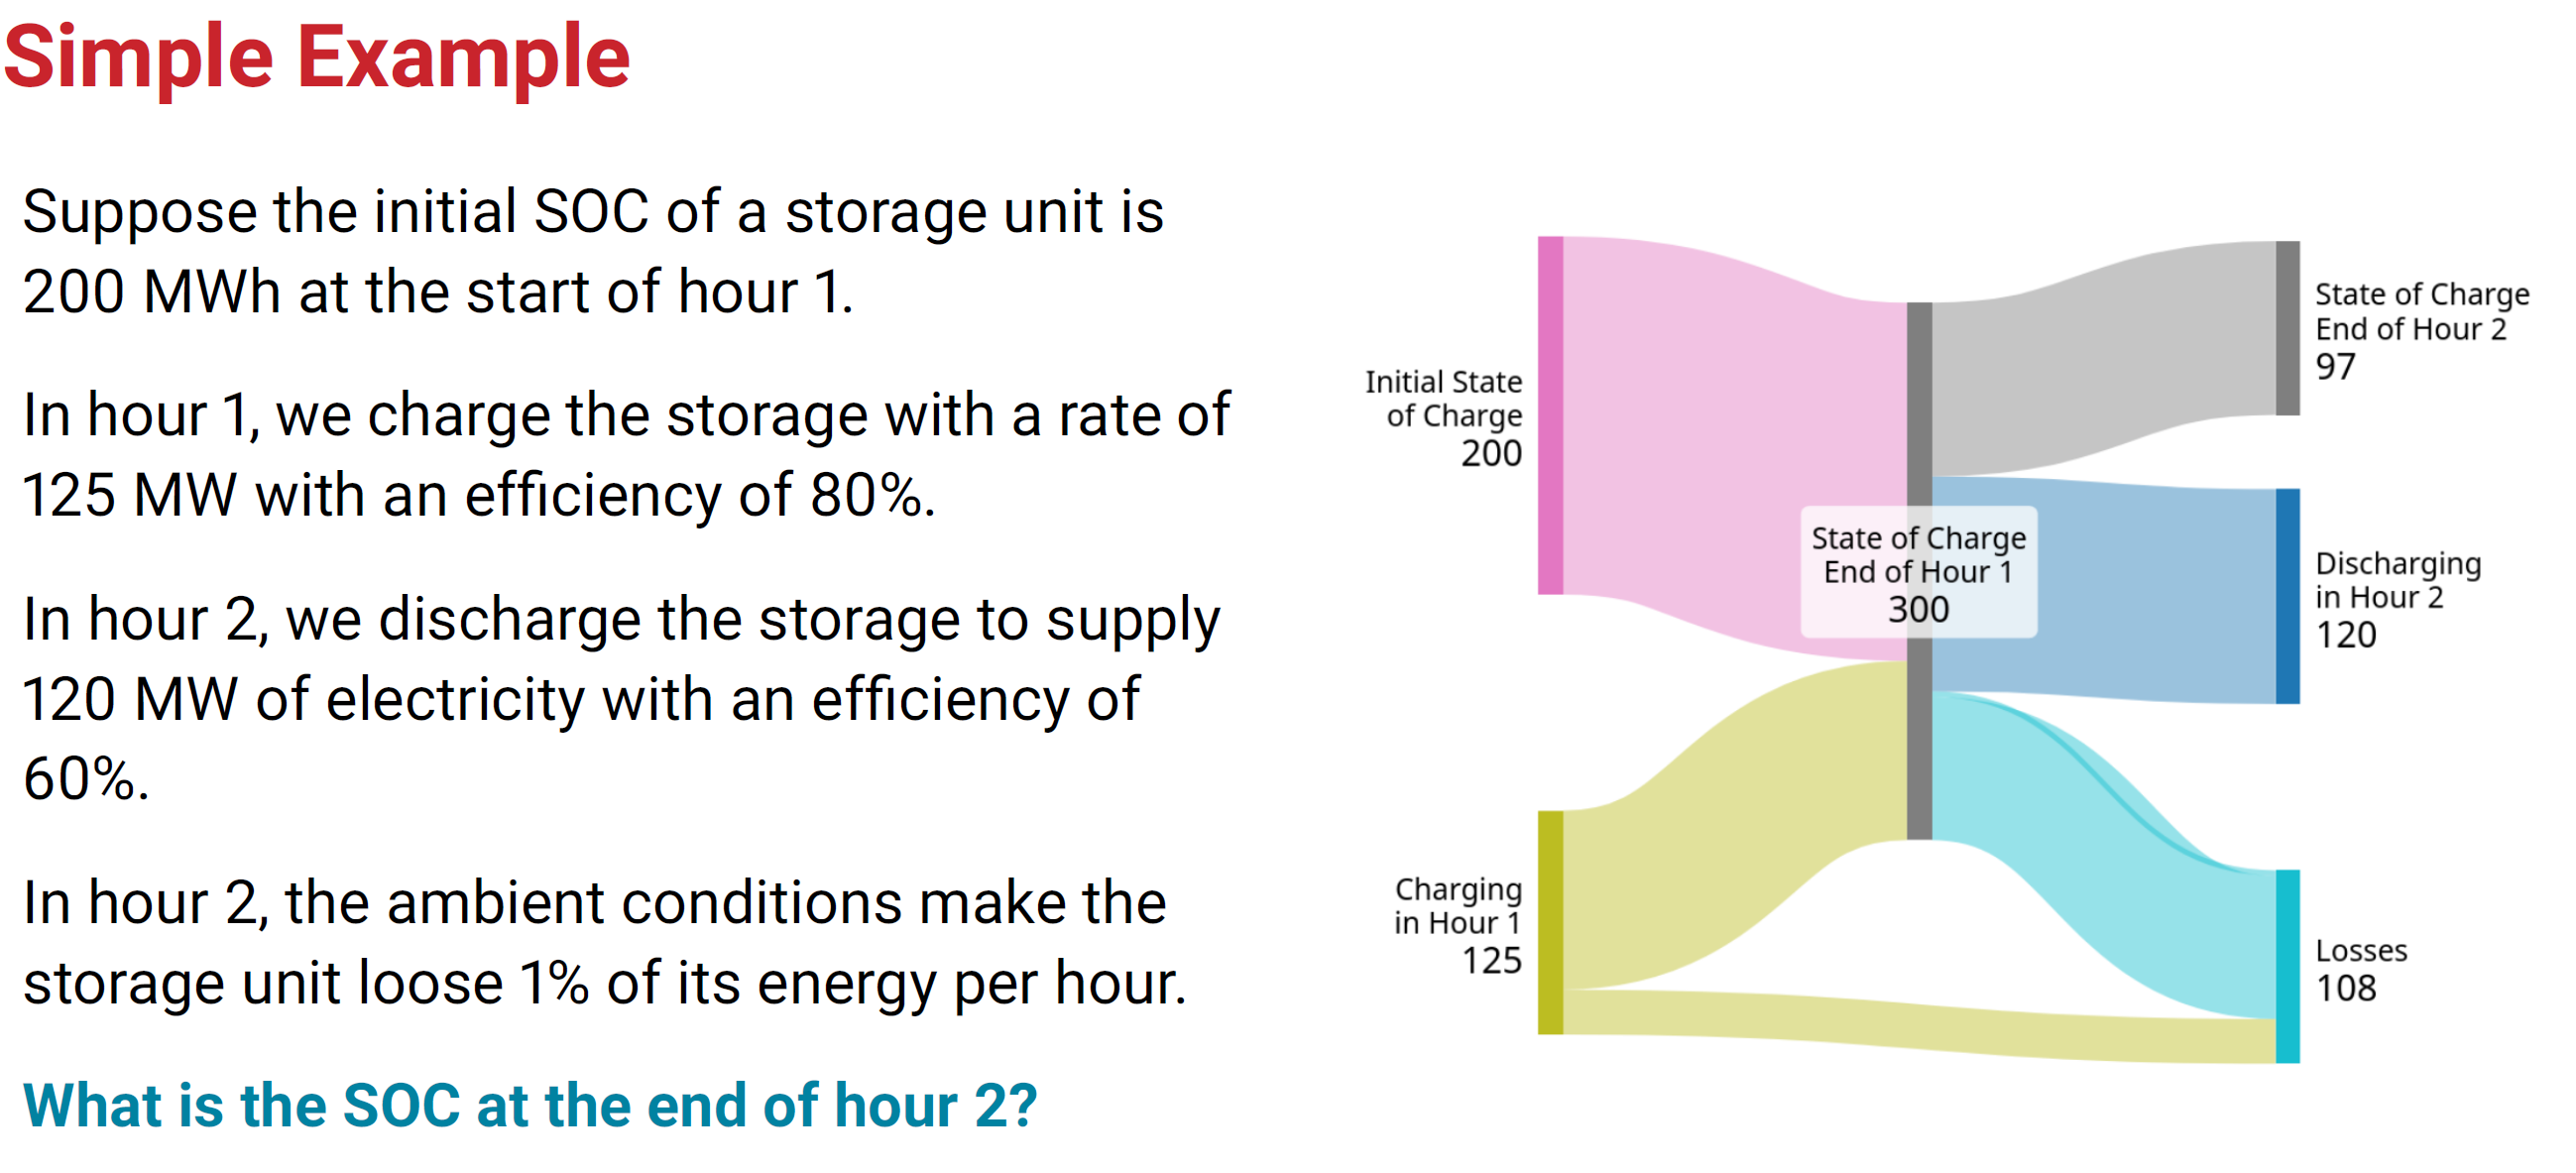 Simple Example
Suppose the initial SOC of a storage unit is
200 MWh at the start of hour 1.
In hour 1, we charge the storage with a rate of
125 MW with an efficiency of 80%.
In hour 2, we discharge the storage to supply
120 MW of electricity with an efficiency of
60%.
In hour 2, the ambient conditions make the
storage unit loose 1% of its energy per hour.
What is the SOC at the end of hour 2?
Initial State
of Charge
200
Charging
in Hour 1
125
State of Charge
End of Hour 1
300
State of Charge
End of Hour 2
97
Discharging
in Hour 2
120
Losses
108